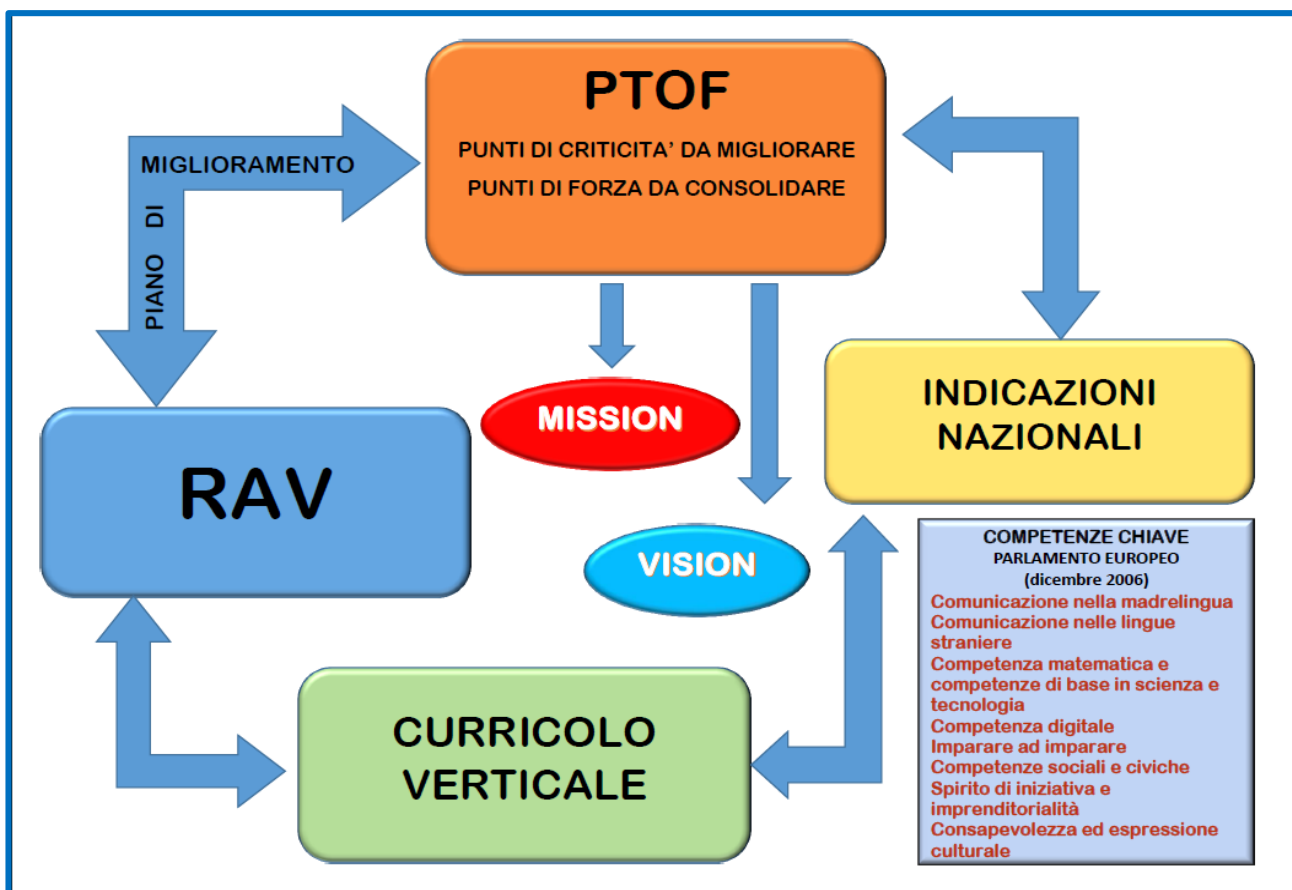 PTOF
PUNTI DI CRITICITA’ DA MIGLIORARE
PUNTI DI FORZA DA CONSOLIDARE
MIGLIORAMENTO
PIANO DI
MISSION
INDICAZIONI
NAZIONALI
RAV
VISION
COMPETENZE CHIAVE
PARLAMENTO EUROPEO
(dicembre 2006)
Comunicazione nella madrelingua
Comunicazione nelle lingue
straniere
Competenza matematica e
competenze di base in scienza e
tecnologia
Competenza digitale
Imparare ad imparare
Competenze sociali e civiche
Spirito di iniziativa e
imprenditorialità
Consapevolezza ed espressione
culturale
CURRICOLO
VERTICALE